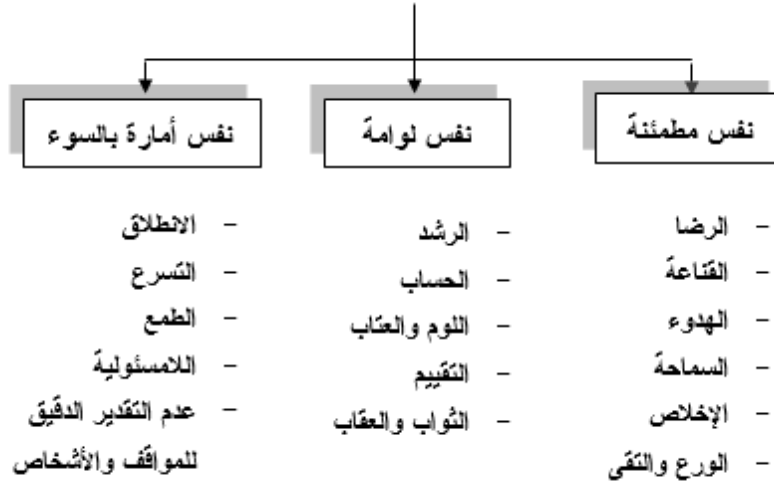 نفس مطمئنة
- الرضا
- القناعة
- الهدوء
- السماحة
- الإخلاص
- الورع والتقى
نفس لوامة
- الرشد
- الحساب
- اللوم والعتاب
- التقييم
- الثواب والعقاب
نفس أمارة بالسوء
- الانطلاق
- التسرع
- الطمع
- اللامسئولية
- عدم التقدير الدقيق
للمواقف والأشخاص